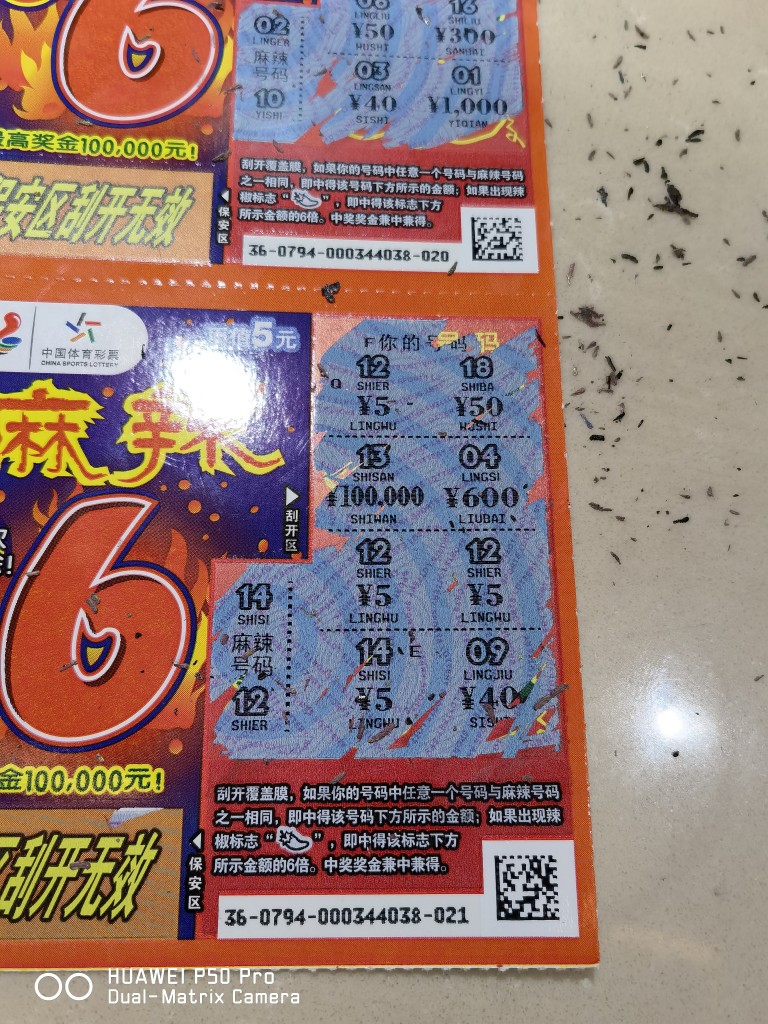 6
02
LINGER
麻辣
号码
10
YISHI
LINGLIU
¥50
WUSHI
SHILIU
¥300
SANBAI
03
LINGSAN
¥40
SISHI
01
LINGYI
¥1,000
YIQIAN
高奖金100,000元!
安区刮开无效
保安区
刮开覆盖膜，如果你的号码中任意一个号码与麻辣号码
之一相同，即中得该号码下方所示的金额；如果出现辣
椒标志“ ”，即中得该标志下方
所示金额的6倍。中奖奖金兼中兼得。
36-0794-000344038-020
中国体育彩票
CHINA SPORTS LOTTERY
5元
麻辣
6
刮开区
你的号码
12
SHIER
¥5
LINGWU
18
SHIBA
¥50
WUSHI
13
SHISAN
¥100,000
SHIWAN
04
LINGSI
¥600
LIUBAI
12
SHIER
¥5
LINGWU
12
SHIER
¥5
LINGWU
14
SHISI
¥5
LINGWU
09
LINGJIU
¥40
SISHI
14
SHISI
麻辣
号码
12
SHIER
金100,000元!
区刮开无效
保安区
刮开覆盖膜，如果你的号码中任意一个号码与麻辣号码
之一相同，即中得该号码下方所示的金额；如果出现辣
椒标志“ ”，即中得该标志下方
所示金额的6倍。中奖奖金兼中兼得。
36-0794-000344038-021
HUAWEI P50 Pro
Dual-Matrix Camera